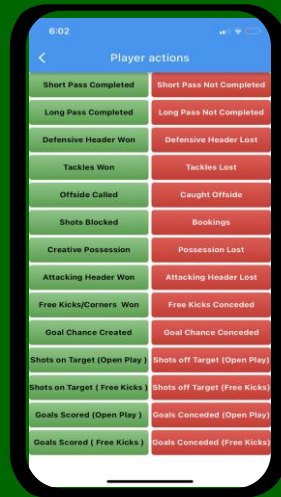 6:02
Player actions
Short Pass Completed Short Pass Not Completed
Long Pass Completed Long Pass Not Completed
Defensive Header Won Defensive Header Lost
Tackles Won Tackles Lost
Offside Called Caught Offside
Shots Blocked Bookings
Creative Possession Possession Lost
Attacking Header Won Attacking Header Lost
Free Kicks/Corners Won Free Kicks Conceded
Goal Chance Created Goal Chance Conceded
Shots on Target (Open Play ) Shots off Target (Open Play)
Shots on Target ( Free Kicks ) Shots off Target (Free Kicks)
Goals Scored (Open Play ) Goals Conceded (Open Play)
Goals Scored ( Free Kicks ) Goals Conceded (Free Kicks)